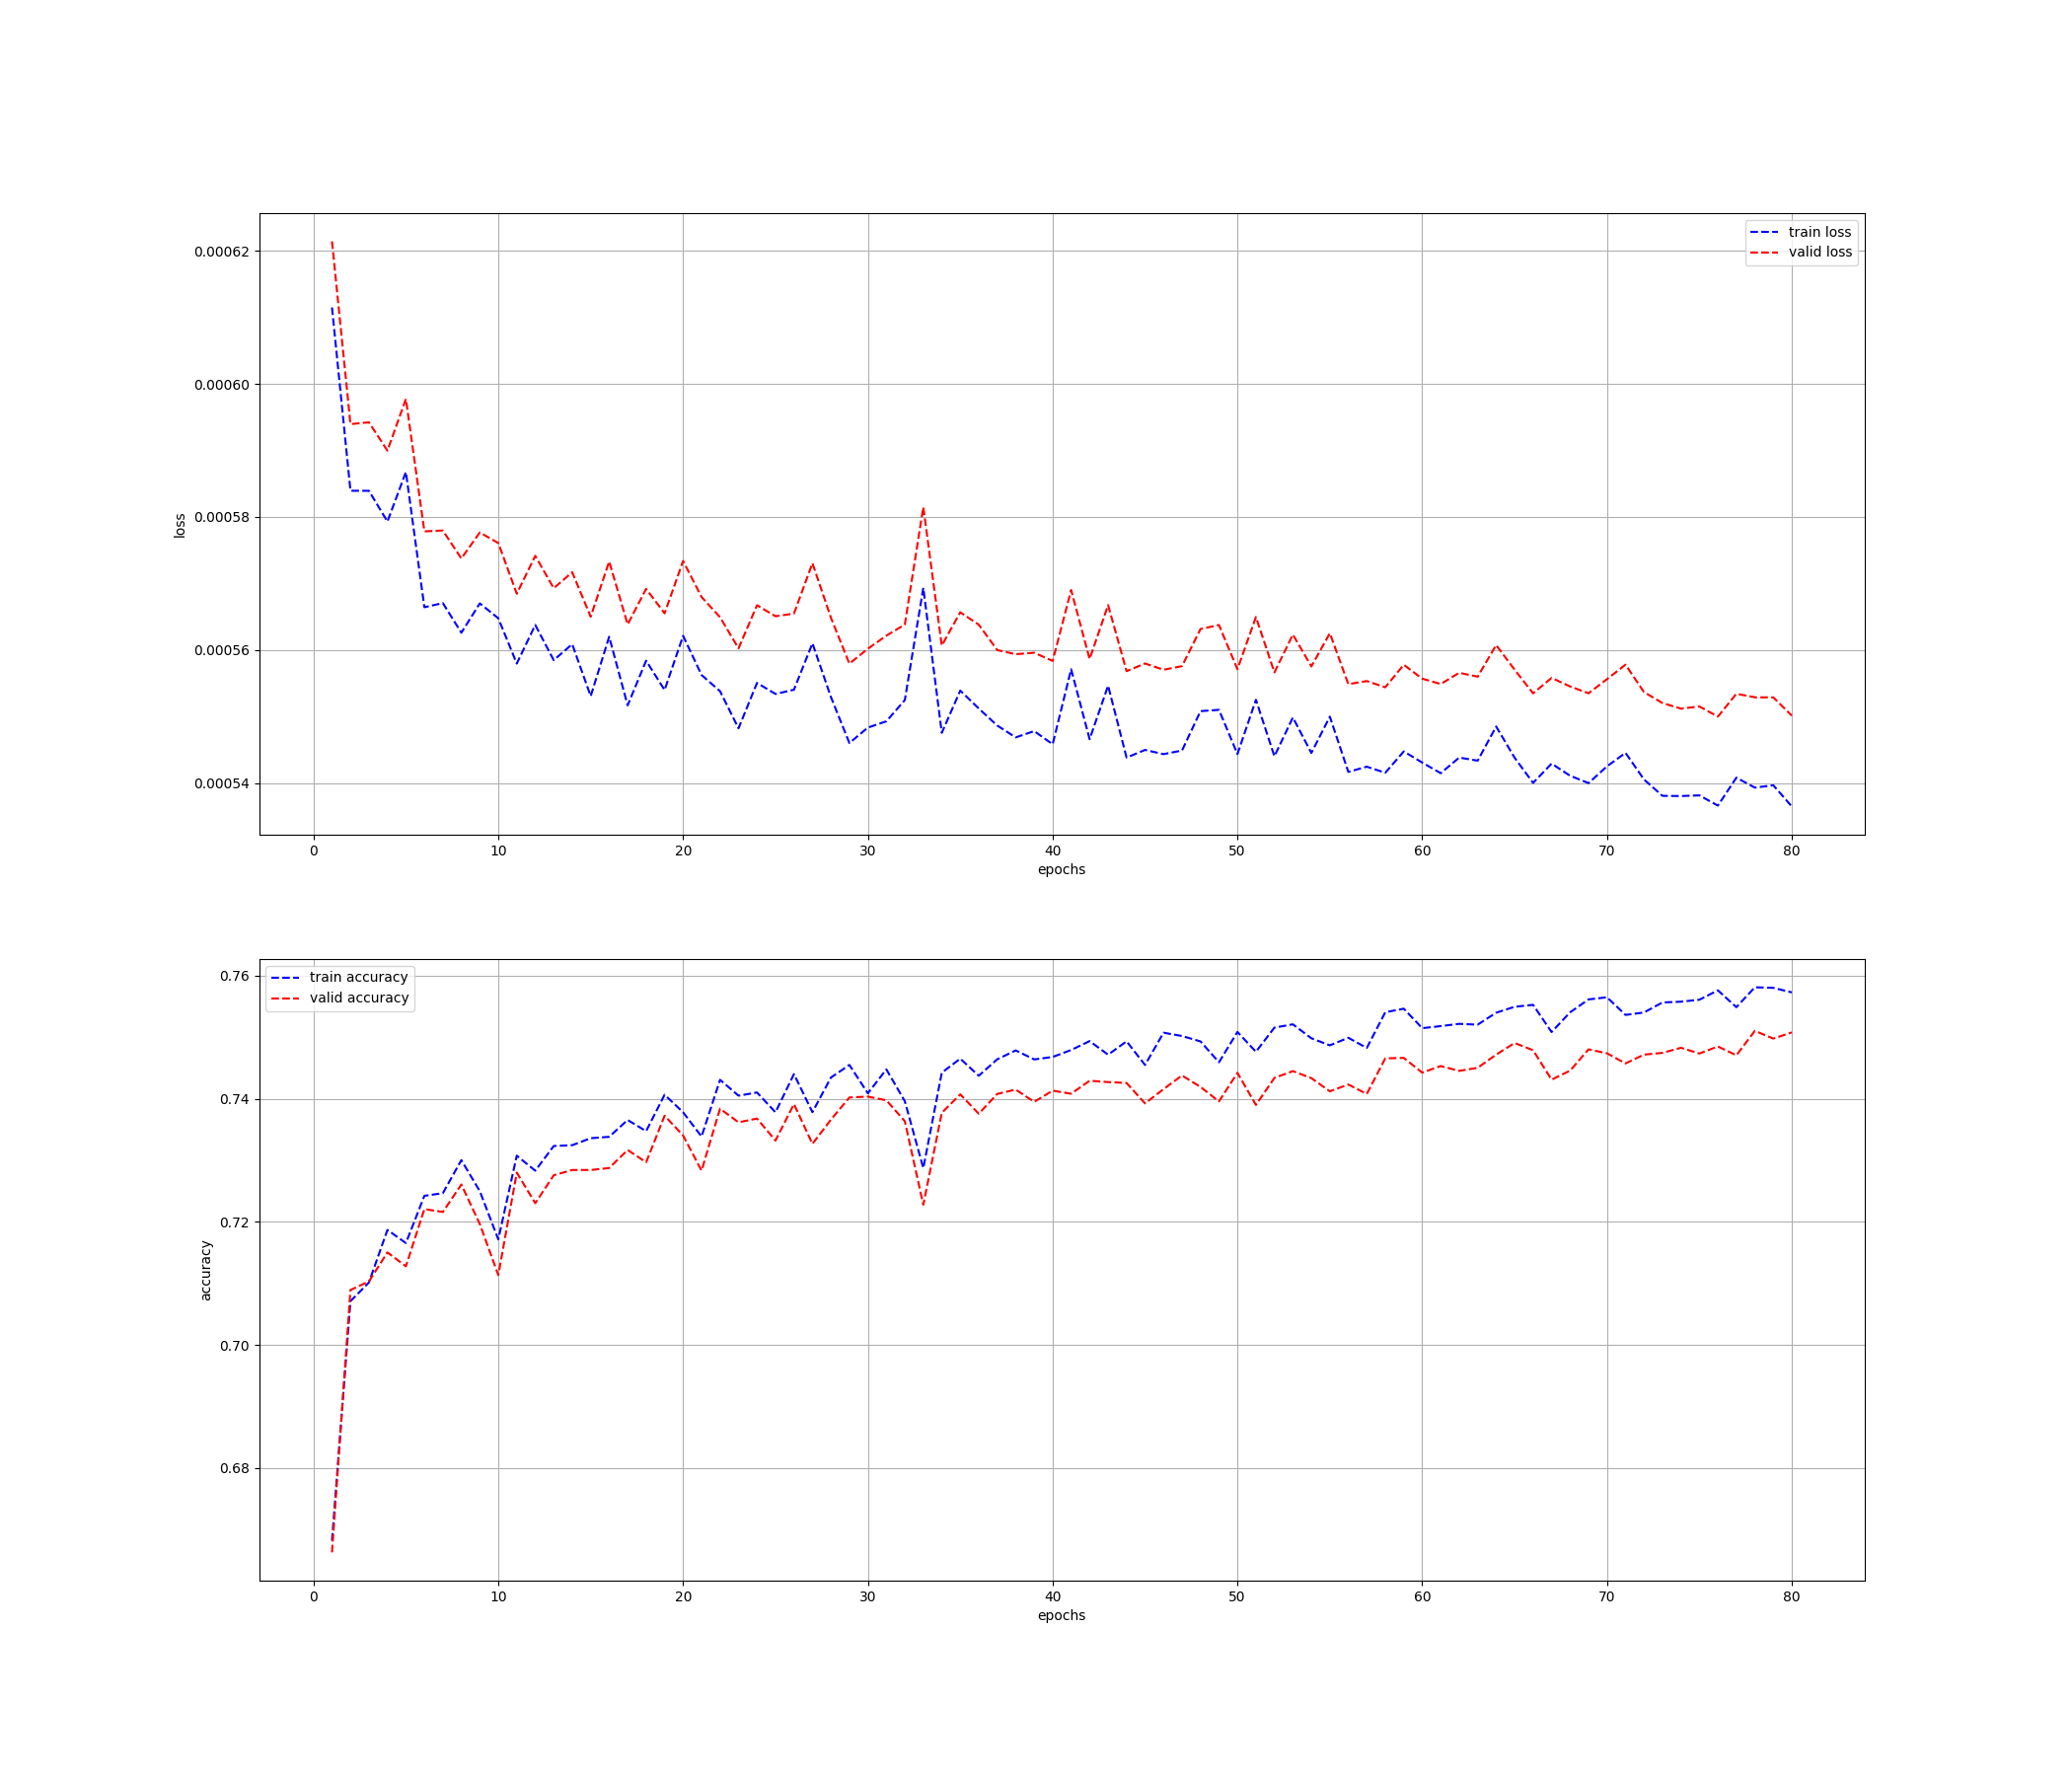 train loss
valid loss
0.00062
0.00060
0.00058
0.00056
0.00054
loss
0 10 20 30 40 50 60 70 80
epochs
train accuracy
valid accuracy
0.76
0.74
0.72
0.70
0.68
accuracy
0 10 20 30 40 50 60 70 80
epochs